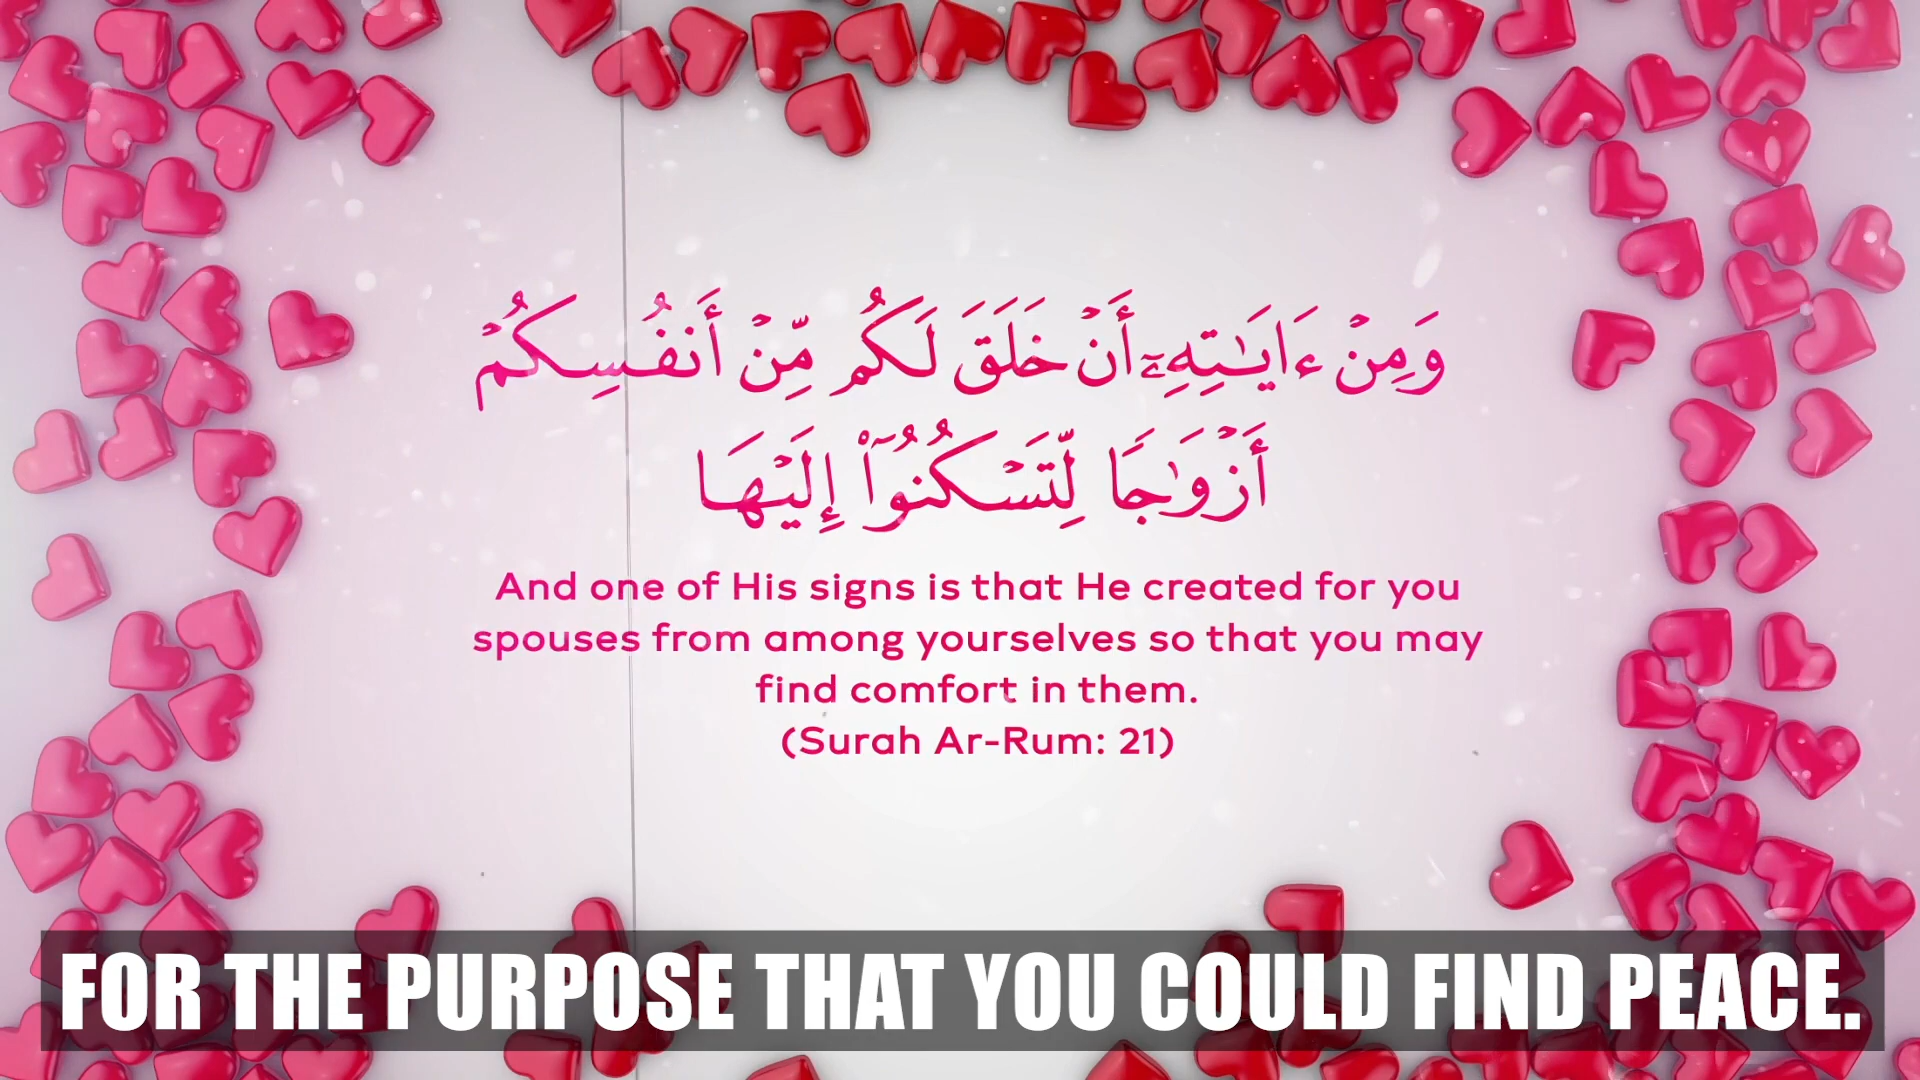 وَمِنْ ءَايَـٰتِهِۦٓ أَنْ خَلَقَ لَكُم مِّنْ أَنفُسِكُمْ
أَزْوَٰجًا لِّتَسْكُنُوٓا۟ إِلَيْهَا
And one of His signs is that He created for you
spouses from among yourselves so that you may
find comfort in them.
(Surah Ar-Rum: 21)
FOR THE PURPOSE THAT YOU COULD FIND PEACE.